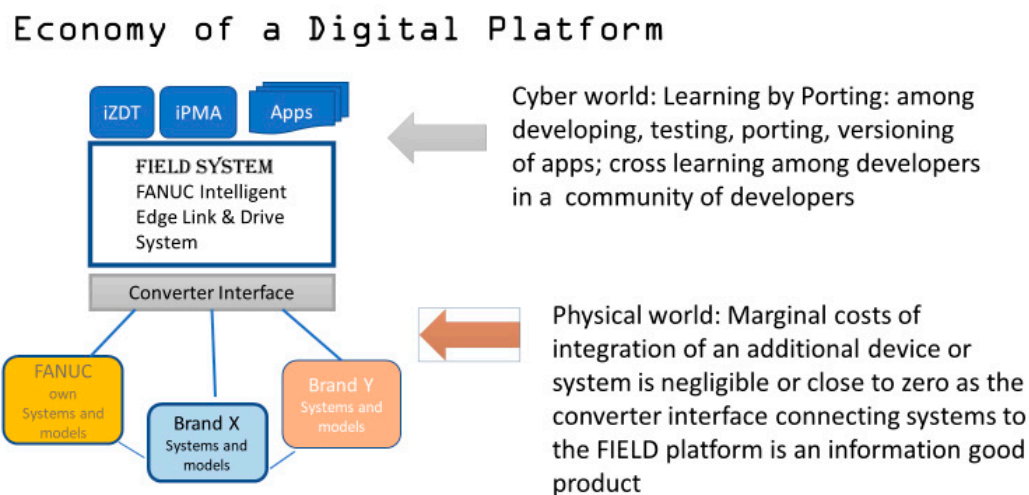 Economy of a Digital Platform
iZDT
iPMA
Apps
FIELD SYSTEM
FANUC Intelligent
Edge Link & Drive
System
Converter Interface
FANUC
own
Systems and
models
Brand X
Systems and
models
Brand Y
Systems and
models
Cyber world: Learning by Porting: among
developing, testing, porting, versioning
of apps; cross learning among developers
in a community of developers
Physical world: Marginal costs of
integration of an additional device or
system is negligible or close to zero as the
converter interface connecting systems to
the FIELD platform is an information good
product